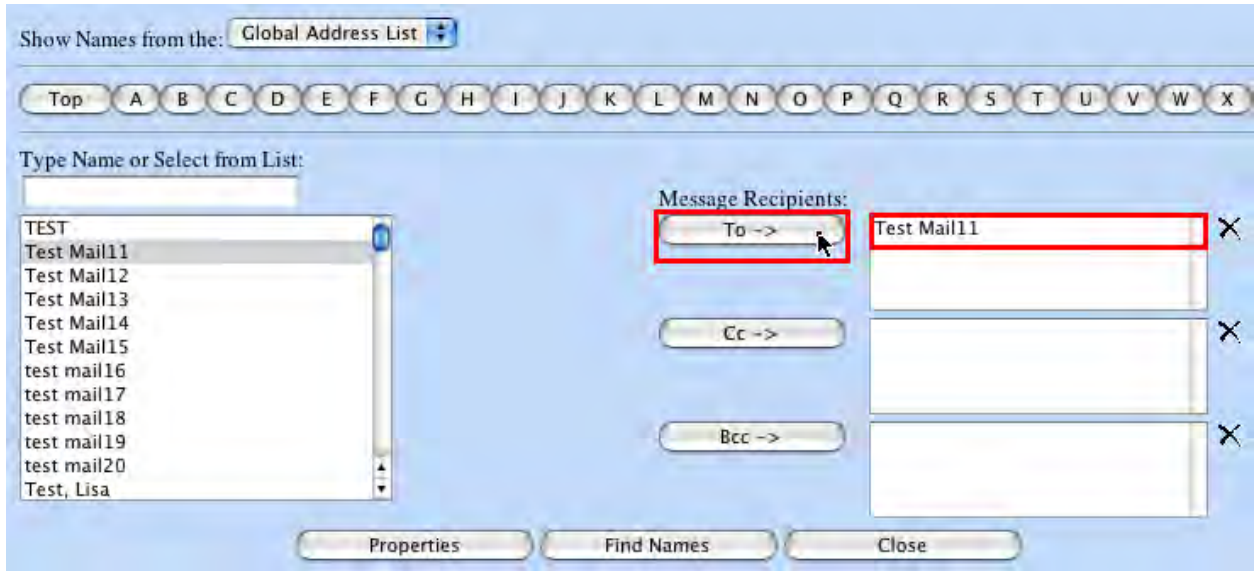 Show Names from the: Global Address List
Top A B C D E F G H I J K L M N O P Q R S T U V W X
Type Name or Select from List:
TEST
Test Mail11
Test Mail12
Test Mail13
Test Mail14
Test Mail15
test mail16
test mail17
test mail18
test mail19
test mail20
Test, Lisa
Message Recipients:
To -> Test Mail11
Cc ->
Bcc ->
Properties Find Names Close